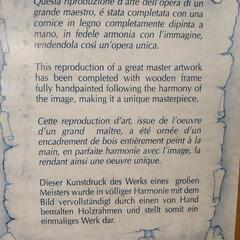 Questa riproduzione d'arte dell'opera di un
grande maestro, é stata completata con una
cornice in legno completamente dipinta a
mano, in fedele armonia con l'immagine,
rendendola così un'opera unica.
This reproduction of a great master artwork
has been completed with wooden frame
fully handpainted following the harmony of
the image, making it a unique masterpiece.
Cette reproduction d'art, issue de l'oeuvre
d'un grand maître, a été ornée d'un
encadrement de bois entièrement peint à la
main, en parfaite harmonie avec l'image, la
rendant ainsi une oeuvre unique.
Dieser Kunstdruck des Werks eines großen
Meisters wurde in völliger Harmonie mit dem
Bild vervollständigt durch einen von Hand
bemalten Holzrahmen und stellt somit ein
einmaliges Werk dar.